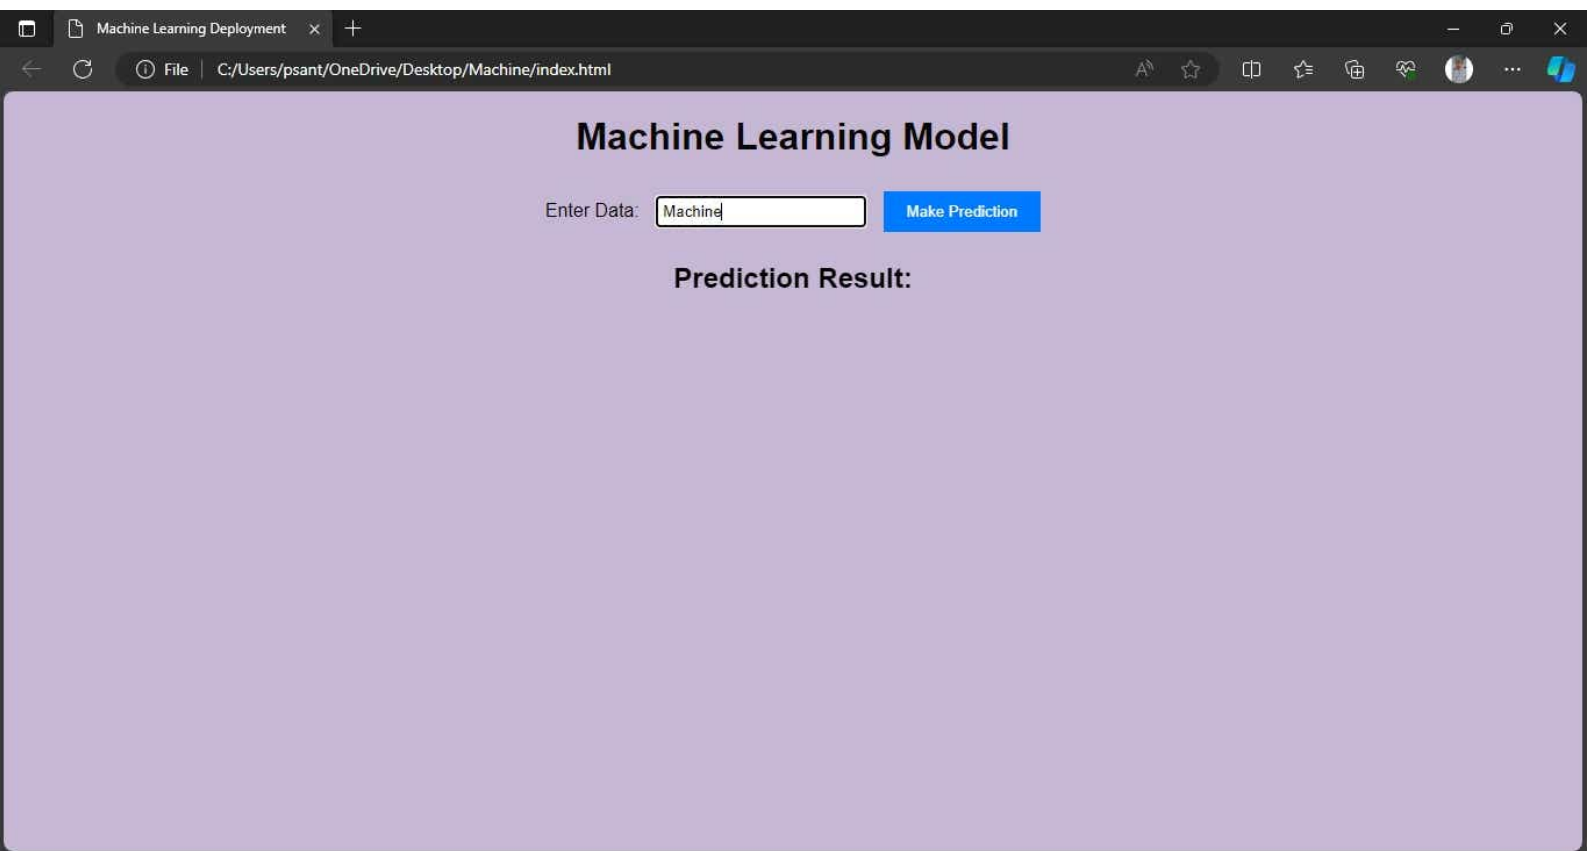 Machine Learning Deployment
File C:/Users/psant/OneDrive/Desktop/Machine/index.html
Machine Learning Model
Enter Data: Machine Make Prediction
Prediction Result: